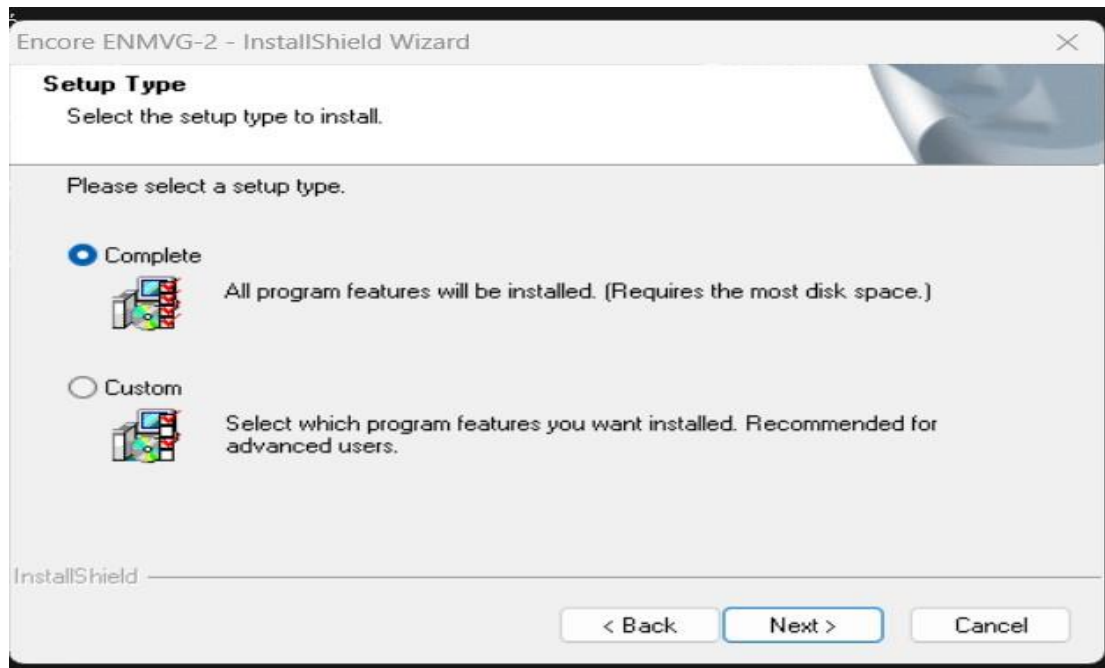 Encore ENMVG-2 - InstallShield Wizard
Setup Type
Select the setup type to install.
Please select a setup type.
Complete
All program features will be installed. (Requires the most disk space.)
Custom
Select which program features you want installed. Recommended for
advanced users.
InstallShield
< Back
Next >
Cancel